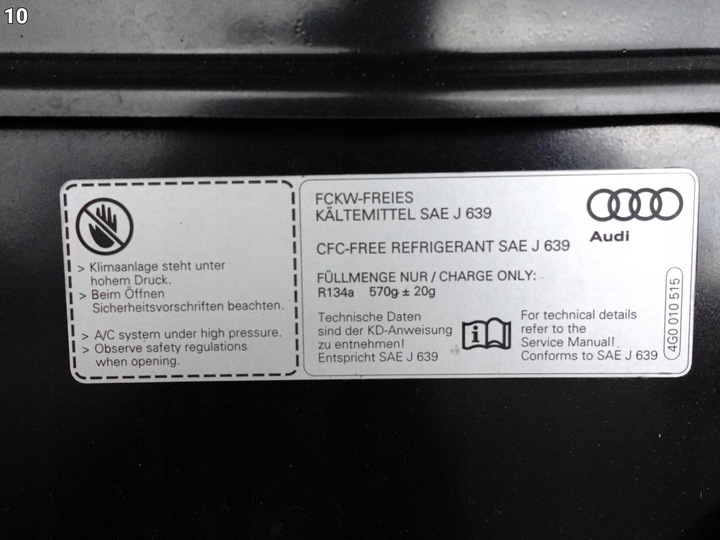 10
> Klimaanlage steht unter
hohem Druck.
> Beim Öffnen
Sicherheitsvorschriften beachten.
> A/C system under high pressure.
> Observe safety regulations
when opening.
FCKW-FREIES
KÄLTEMITTEL SAE J 639
CFC-FREE REFRIGERANT SAE J 639
FÜLLMENGE NUR / CHARGE ONLY:
R134a 570g ± 20g
Technische Daten
sind der KD-Anweisung
zu entnehmen!
Entspricht SAE J 639
i
For technical details
refer to the
Service Manual!
Conforms to SAE J 639
Audi
4G0 010 515